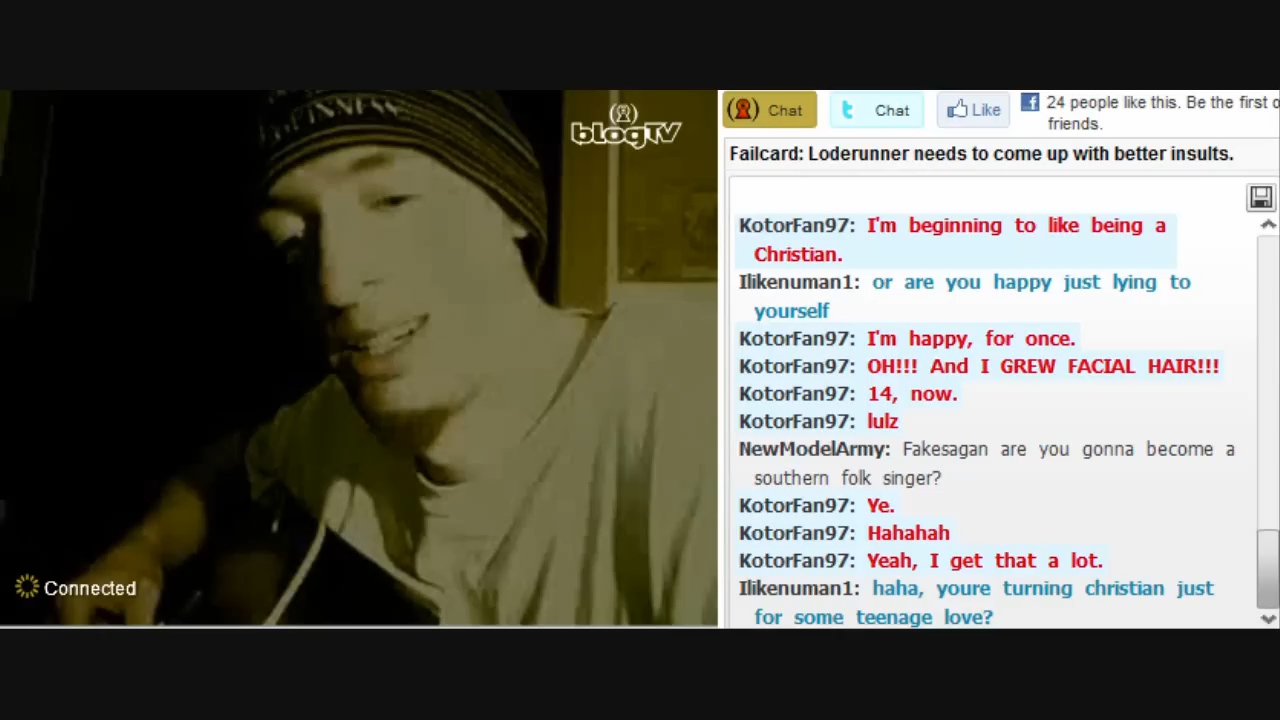 GUINNESS
blogTV
Connected
Chat
Chat
Like
24 people like this. Be the first o
friends.
Failcard: Loderunner needs to come up with better insults.
KotorFan97: I'm beginning to like being a
Christian.
Ilikenuman1: or are you happy just lying to
yourself
KotorFan97: I'm happy, for once.
KotorFan97: OH!!! And I GREW FACIAL HAIR!!!
KotorFan97: 14, now.
KotorFan97: lulz
NewModelArmy: Fakesagan are you gonna become a
southern folk singer?
KotorFan97: Ye.
KotorFan97: Hahahah
KotorFan97: Yeah, I get that a lot.
Ilikenuman1: haha, youre turning christian just
for some teenage love?